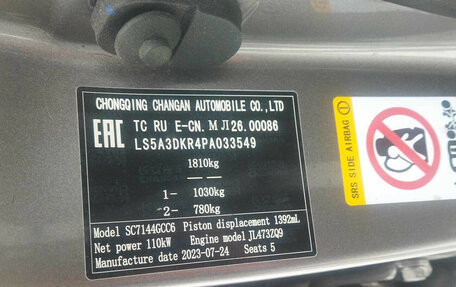 CHONGQING CHANGAN AUTOMOBILE CO.,LTD
EAC TC RU E-CN.МЛ26.00086
LS5A3DKR4PA033549
1810kg
1- 1030kg
2- 780kg
Model SC7144GCC6 Piston displacement 1392mL
Net power 110kW Engine model JL473ZQ9
Manufacture date 2023-07-24 Seats 5
SRS SIDE AIRBAG